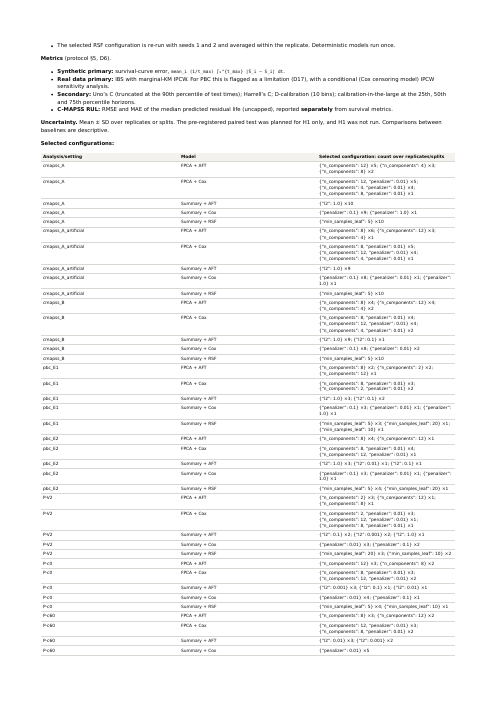 • The selected RSF configuration is re-run with seeds 1 and 2 and averaged within the replicate. Deterministic models run once.
Metrics (protocol §5, D6).
• Synthetic primary: survival-curve error,
• Real data primary: IBS with marginal-KM IPCW. For PBC this is flagged as a limitation (D17), with a conditional (Cox censoring model) IPCW
sensitivity analysis.
• Secondary: Uno's C (truncated at the 90th percentile of test times); Harrell's C; D-calibration (10 bins); calibration-in-the-large at the 25th, 50th
and 75th percentile horizons.
• C-MAPSS RUL: RMSE and MAE of the median predicted residual life (uncapped), reported separately from survival metrics.
Uncertainty. Mean ± SD over replicates or splits. The pre-registered paired test was planned for H1 only, and H1 was not run. Comparisons between
baselines are descriptive.
Selected configurations:
Analysis/setting Model Selected configuration: count over replicates/splits
cmapss_A FPCA + AFT {"n_components": 12} ×5; {"n_components": 4} ×3;
{"n_components": 8} ×2
cmapss_A FPCA + Cox {"n_components": 12, "penalizer": 0.01} ×5;
{"n_components": 4, "penalizer": 0.01} ×4;
{"n_components": 8, "penalizer": 0.01} ×1
cmapss_A Summary + AFT {"l2": 1.0} ×10
cmapss_A Summary + Cox {"penalizer": 0.1} ×9; {"penalizer": 1.0} ×1
cmapss_A Summary + RSF {"min_samples_leaf": 5} ×10
cmapss_A_artificial FPCA + AFT {"n_components": 8} ×6; {"n_components": 12} ×3;
{"n_components": 4} ×1
cmapss_A_artificial FPCA + Cox {"n_components": 8, "penalizer": 0.01} ×5;
{"n_components": 12, "penalizer": 0.01} ×4;
{"n_components": 4, "penalizer": 0.01} ×1
cmapss_A_artificial Summary + AFT {"l2": 1.0} ×9
cmapss_A_artificial Summary + Cox {"penalizer": 0.1} ×8; {"penalizer": 0.01} ×1; {"penalizer":
1.0} ×1
cmapss_A_artificial Summary + RSF {"min_samples_leaf": 5} ×10
cmapss_B FPCA + AFT {"n_components": 8} ×4; {"n_components": 12} ×4;
{"n_components": 4} ×2
cmapss_B FPCA + Cox {"n_components": 8, "penalizer": 0.01} ×4;
{"n_components": 12, "penalizer": 0.01} ×4;
{"n_components": 4, "penalizer": 0.01} ×2
cmapss_B Summary + AFT {"l2": 1.0} ×9; {"l2": 0.1} ×1
cmapss_B Summary + Cox {"penalizer": 0.1} ×8; {"penalizer": 0.01} ×2
cmapss_B Summary + RSF {"min_samples_leaf": 5} ×10
pbc_E1 FPCA + AFT {"n_components": 8} ×2; {"n_components": 2} ×2;
{"n_components": 12} ×1
pbc_E1 FPCA + Cox {"n_components": 8, "penalizer": 0.01} ×3;
{"n_components": 2, "penalizer": 0.01} ×2
pbc_E1 Summary + AFT {"l2": 1.0} ×3; {"l2": 0.1} ×2
pbc_E1 Summary + Cox {"penalizer": 0.1} ×3; {"penalizer": 0.01} ×1; {"penalizer":
1.0} ×1
pbc_E1 Summary + RSF {"min_samples_leaf": 5} ×3; {"min_samples_leaf": 20} ×1;
{"min_samples_leaf": 10} ×1
pbc_E2 FPCA + AFT {"n_components": 8} ×4; {"n_components": 12} ×1
pbc_E2 FPCA + Cox {"n_components": 8, "penalizer": 0.01} ×4;
{"n_components": 12, "penalizer": 0.01} ×1
pbc_E2 Summary + AFT {"l2": 1.0} ×3; {"l2": 0.01} ×1; {"l2": 0.1} ×1
pbc_E2 Summary + Cox {"penalizer": 0.1} ×3; {"penalizer": 0.01} ×1; {"penalizer":
1.0} ×1
pbc_E2 Summary + RSF {"min_samples_leaf": 5} ×4; {"min_samples_leaf": 20} ×1
P-V2 FPCA + AFT {"n_components": 2} ×3; {"n_components": 12} ×1;
{"n_components": 8} ×1
P-V2 FPCA + Cox {"n_components": 2, "penalizer": 0.01} ×3;
{"n_components": 12, "penalizer": 0.01} ×1;
{"n_components": 8, "penalizer": 0.01} ×1
P-V2 Summary + AFT {"l2": 0.1} ×2; {"l2": 0.001} ×2; {"l2": 1.0} ×1
P-V2 Summary + Cox {"penalizer": 0.01} ×3; {"penalizer": 0.1} ×2
P-V2 Summary + RSF {"min_samples_leaf": 20} ×3; {"min_samples_leaf": 10} ×2
P-c0 FPCA + AFT {"n_components": 12} ×3; {"n_components": 8} ×2
P-c0 FPCA + Cox {"n_components": 8, "penalizer": 0.01} ×3;
{"n_components": 12, "penalizer": 0.01} ×2
P-c0 Summary + AFT {"l2": 0.001} ×3; {"l2": 0.1} ×1; {"l2": 0.01} ×1
P-c0 Summary + Cox {"penalizer": 0.01} ×4; {"penalizer": 0.1} ×1
P-c0 Summary + RSF {"min_samples_leaf": 5} ×4; {"min_samples_leaf": 10} ×1
P-c60 FPCA + AFT {"n_components": 8} ×3; {"n_components": 12} ×2
P-c60 FPCA + Cox {"n_components": 12, "penalizer": 0.01} ×3;
{"n_components": 8, "penalizer": 0.01} ×2
P-c60 Summary + AFT {"l2": 0.01} ×3; {"l2": 0.001} ×2
P-c60 Summary + Cox {"penalizer": 0.01} ×5